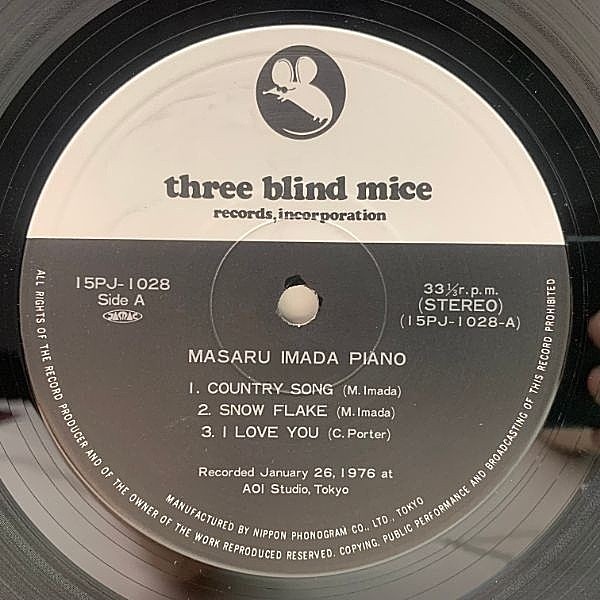 three blind mice
records, incorporation
15PJ-1028
Side A
JASRAC
33⅓r.p.m.
(STEREO)
(15PJ-1028-A)
MASARU IMADA PIANO
1. COUNTRY SONG (M. Imada)
2. SNOW FLAKE (M. Imada)
3. I LOVE YOU (C. Porter)
Recorded January 26, 1976 at
AOI Studio, Tokyo
MANUFACTURED BY NIPPON PHONOGRAM CO., LTD., TOKYO
ALL RIGHTS OF THE RECORD PRODUCER AND OF THE OWNER OF THE WORK REPRODUCED RESERVED. COPYING, PUBLIC PERFORMANCE AND BROADCASTING OF THIS RECORD PROHIBITED